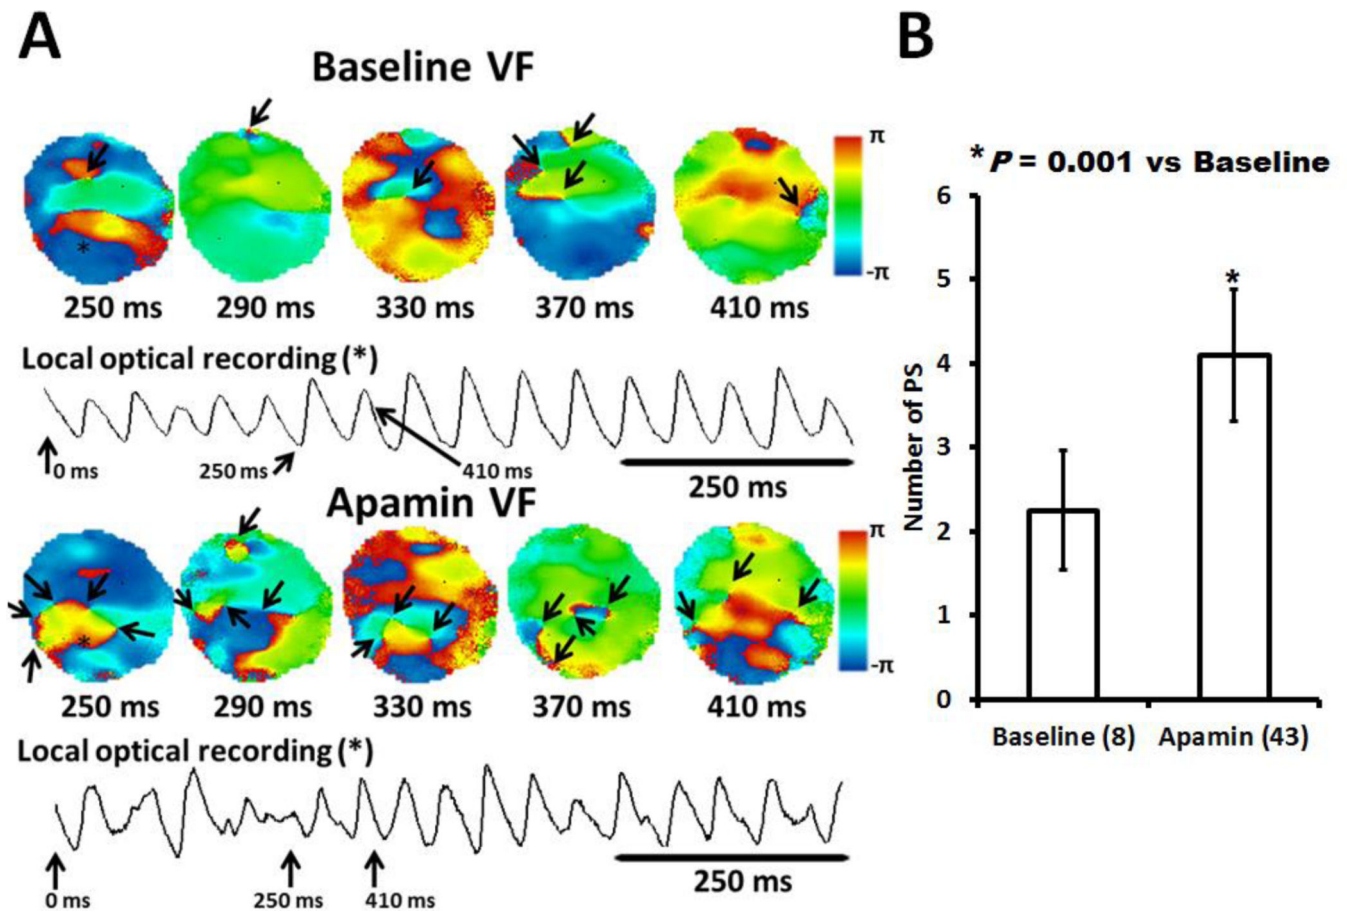 A
Baseline VF
π
-π
250 ms 290 ms 330 ms 370 ms 410 ms
*
Local optical recording (*)
0 ms
250 ms
410 ms
250 ms
Apamin VF
π
-π
*
250 ms 290 ms 330 ms 370 ms 410 ms
Local optical recording (*)
0 ms
250 ms
410 ms
250 ms
B
*P = 0.001 vs Baseline
6
5
4
3
2
1
0
*
Number of PS
Baseline (8) Apamin (43)